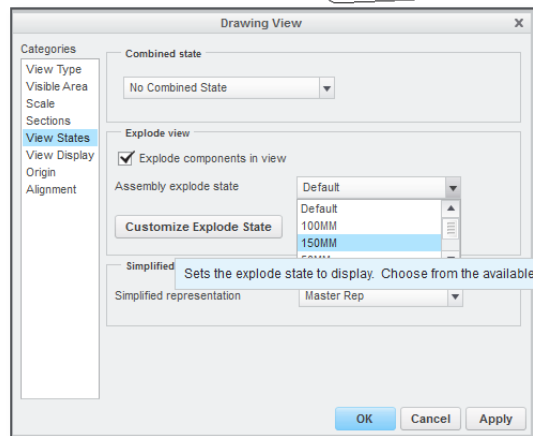 Drawing View
x
Categories
View Type
Visible Area
Scale
Sections
View States
View Display
Origin
Alignment
Combined state
No Combined State
Explode view
Explode components in view
Assembly explode state
Default
Default
100MM
150MM
Customize Explode State
Simplified
Sets the explode state to display. Choose from the available
Simplified representation
Master Rep
OK
Cancel
Apply